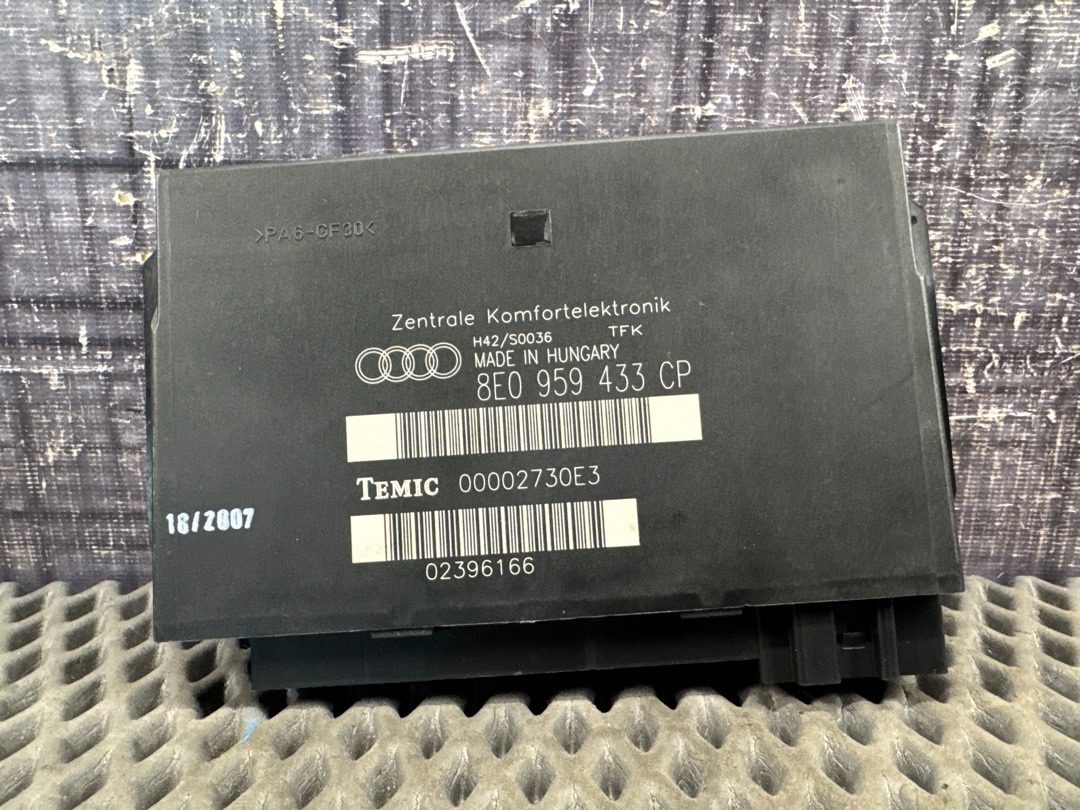 >PA6-GF30<
Zentrale Komfortelektronik
H42/S0036 TFK
MADE IN HUNGARY
8E0 959 433 CP
TEMIC 00002730E3
18/2007
02396166